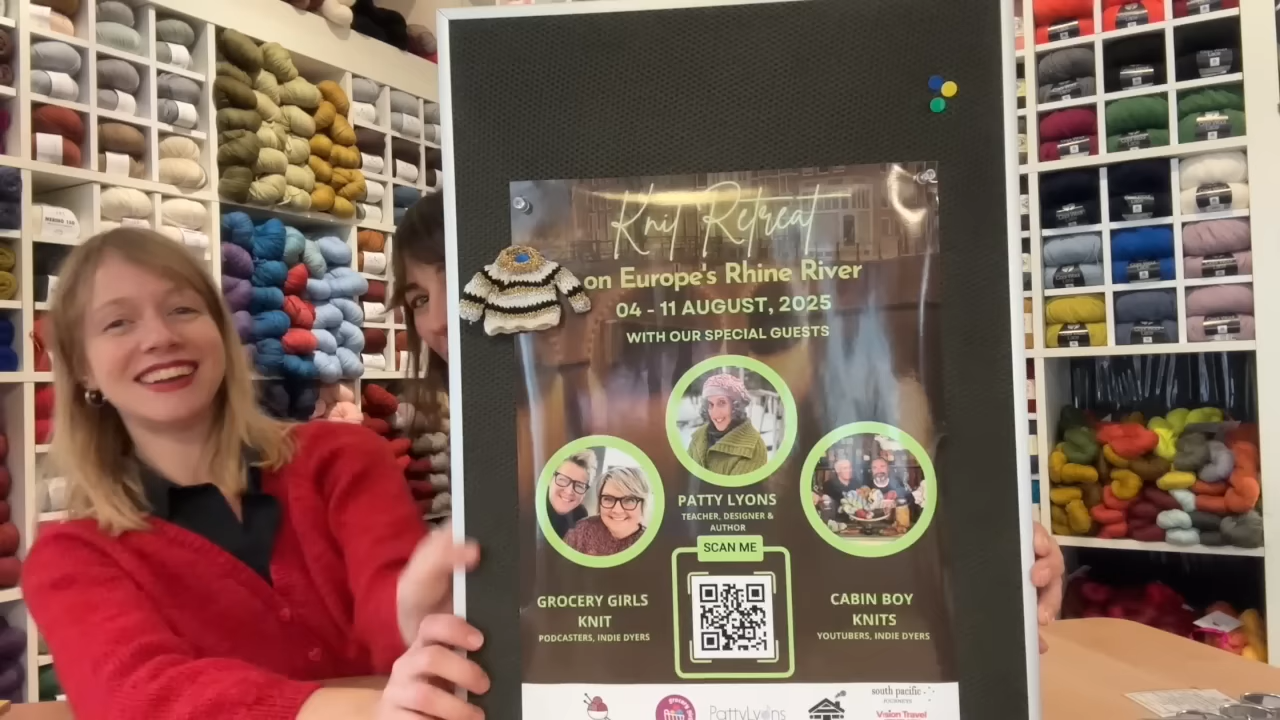 Knit Retreat
on Europe's Rhine River
04 - 11 AUGUST, 2025
WITH OUR SPECIAL GUESTS
PATTY LYONS
TEACHER, DESIGNER &
AUTHOR
SCAN ME
GROCERY GIRLS
KNIT
PODCASTERS, INDIE DYERS
CABIN BOY
KNITS
YOUTUBERS, INDIE DYERS
PattyLyons
south pacific
Vision Travel